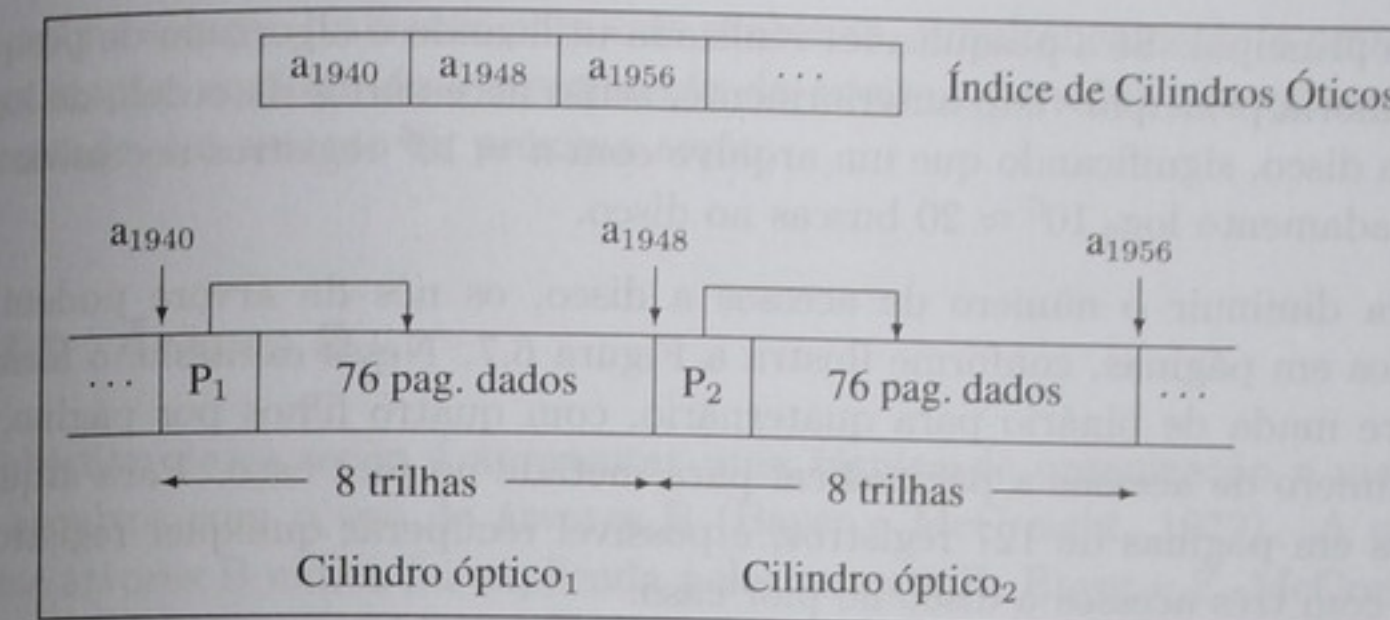 a1940 a1948 a1956 ... Índice de Cilindros Óticos
a1940 a1948 a1956
... P1 76 pag. dados P2 76 pag. dados ...
8 trilhas 8 trilhas
Cilindro óptico1 Cilindro óptico2